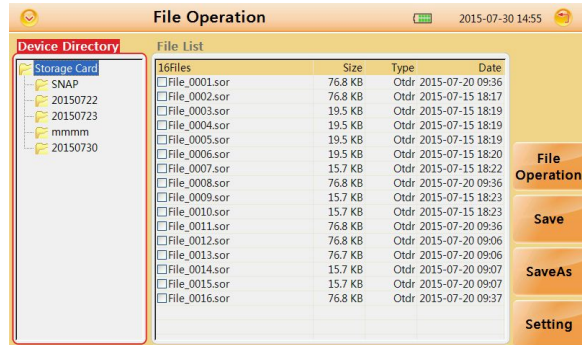 File Operation
2015-07-30 14:55
Device Directory
File List
Storage Card
SNAP
20150722
20150723
mmmm
20150730
16Files Size Type Date
File_0001.sor 76.8 KB Otdr 2015-07-20 09:36
File_0002.sor 76.8 KB Otdr 2015-07-15 18:17
File_0003.sor 19.5 KB Otdr 2015-07-15 18:19
File_0004.sor 19.5 KB Otdr 2015-07-15 18:19
File_0005.sor 19.5 KB Otdr 2015-07-15 18:19
File_0006.sor 19.5 KB Otdr 2015-07-15 18:20
File_0007.sor 15.7 KB Otdr 2015-07-15 18:22
File_0008.sor 76.8 KB Otdr 2015-07-20 09:36
File_0009.sor 15.7 KB Otdr 2015-07-15 18:23
File_0010.sor 15.7 KB Otdr 2015-07-15 18:23
File_0011.sor 76.8 KB Otdr 2015-07-20 09:36
File_0012.sor 76.8 KB Otdr 2015-07-20 09:06
File_0013.sor 76.7 KB Otdr 2015-07-20 09:06
File_0014.sor 15.7 KB Otdr 2015-07-20 09:07
File_0015.sor 15.7 KB Otdr 2015-07-20 09:07
File_0016.sor 76.8 KB Otdr 2015-07-20 09:37
File
Operation
Save
SaveAs
Setting